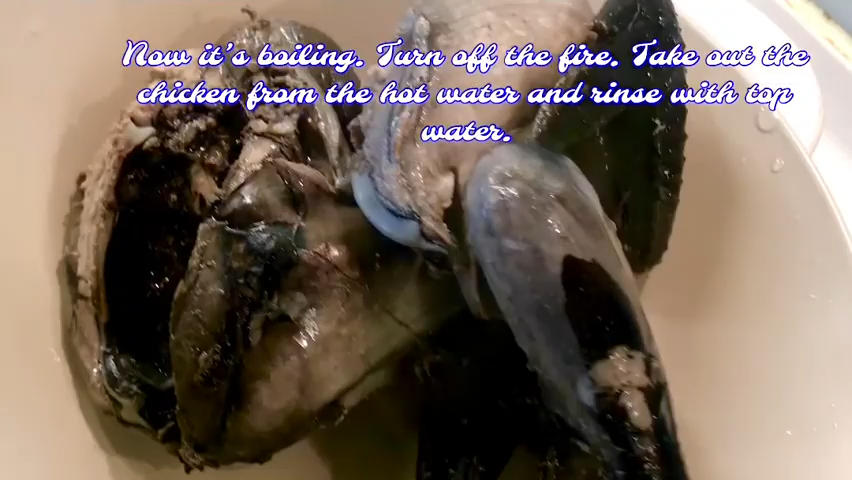 Now it's boiling. Turn off the fire. Take out the
chicken from the hot water and rinse with top
water.